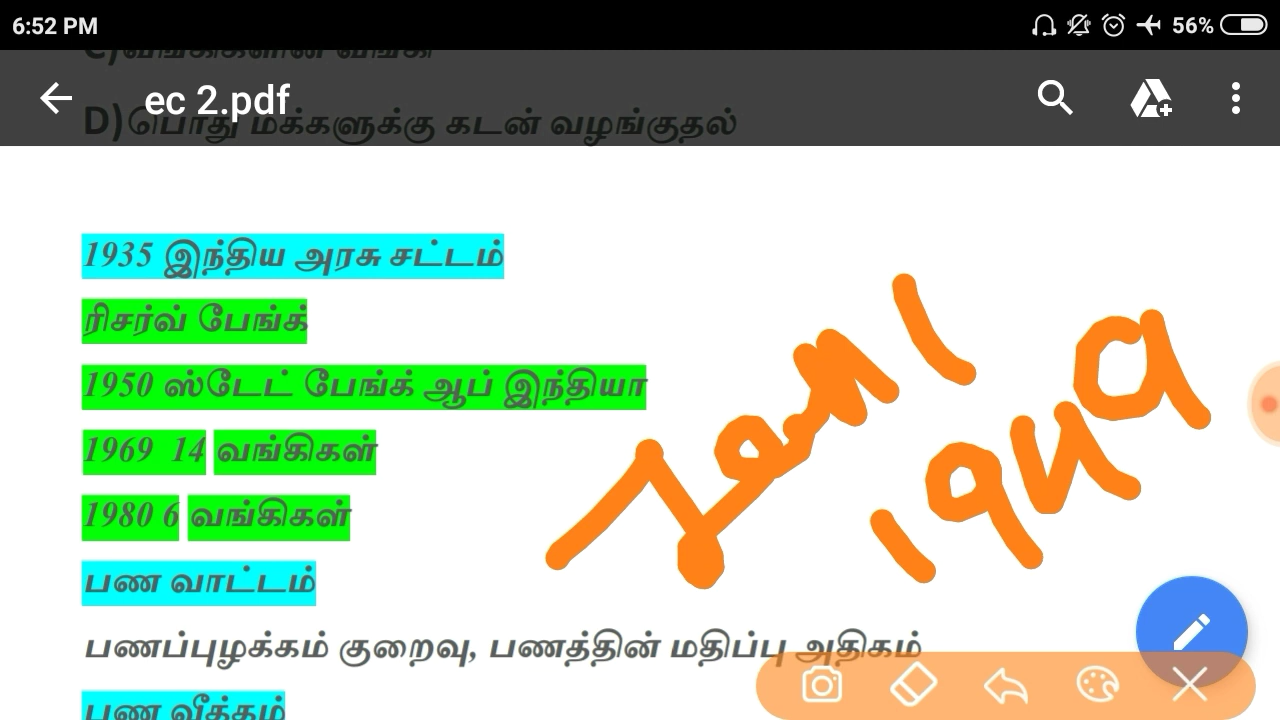 6:52 PM 56%
ec 2.pdf
D)பொது மக்களுக்கு கடன் வழங்குதல்
1935 இந்திய அரசு சட்டம்
ரிசர்வ் பேங்க்
1950 ஸ்டேட் பேங்க் ஆப் இந்தியா
1969 14 வங்கிகள்
1980 6 வங்கிகள்
பண வாட்டம்
பணப்புழக்கம் குறைவு, பணத்தின் மதிப்பு அதிகம்
பண வீக்கம்
Jan 1
1949